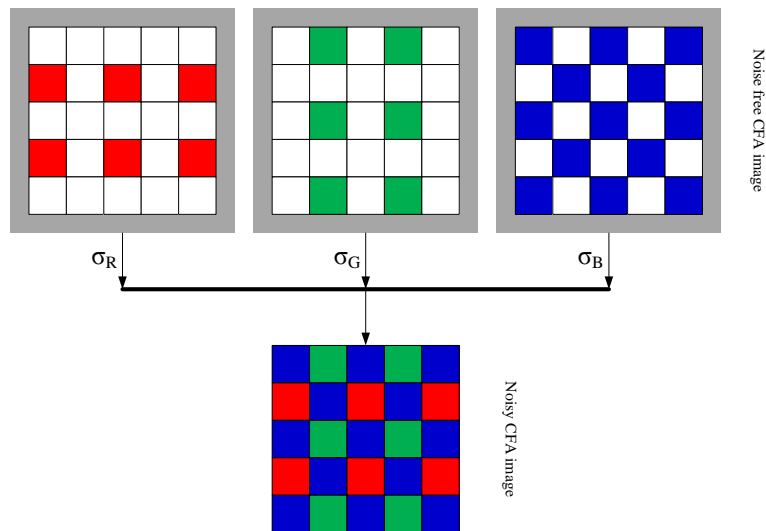 Noise free CFA image
σR
σG
σB
Noisy CFA image